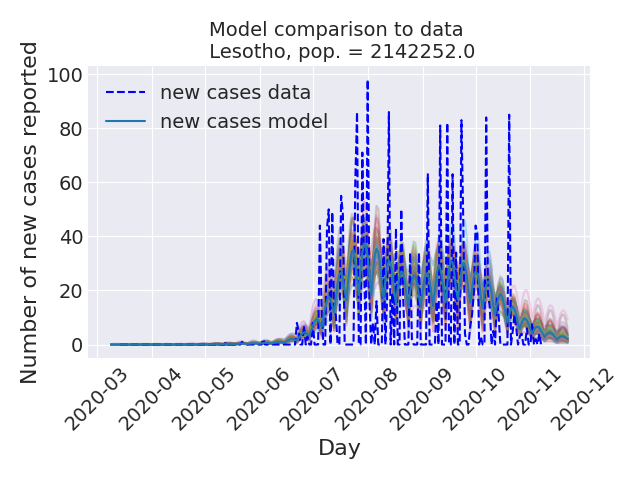 Model comparison to data
Lesotho, pop. = 2142252.0
Number of new cases reported
100
80
60
40
20
0
new cases data
new cases model
2020-03
2020-04
2020-05
2020-06
2020-07
2020-08
2020-09
2020-10
2020-11
2020-12
Day